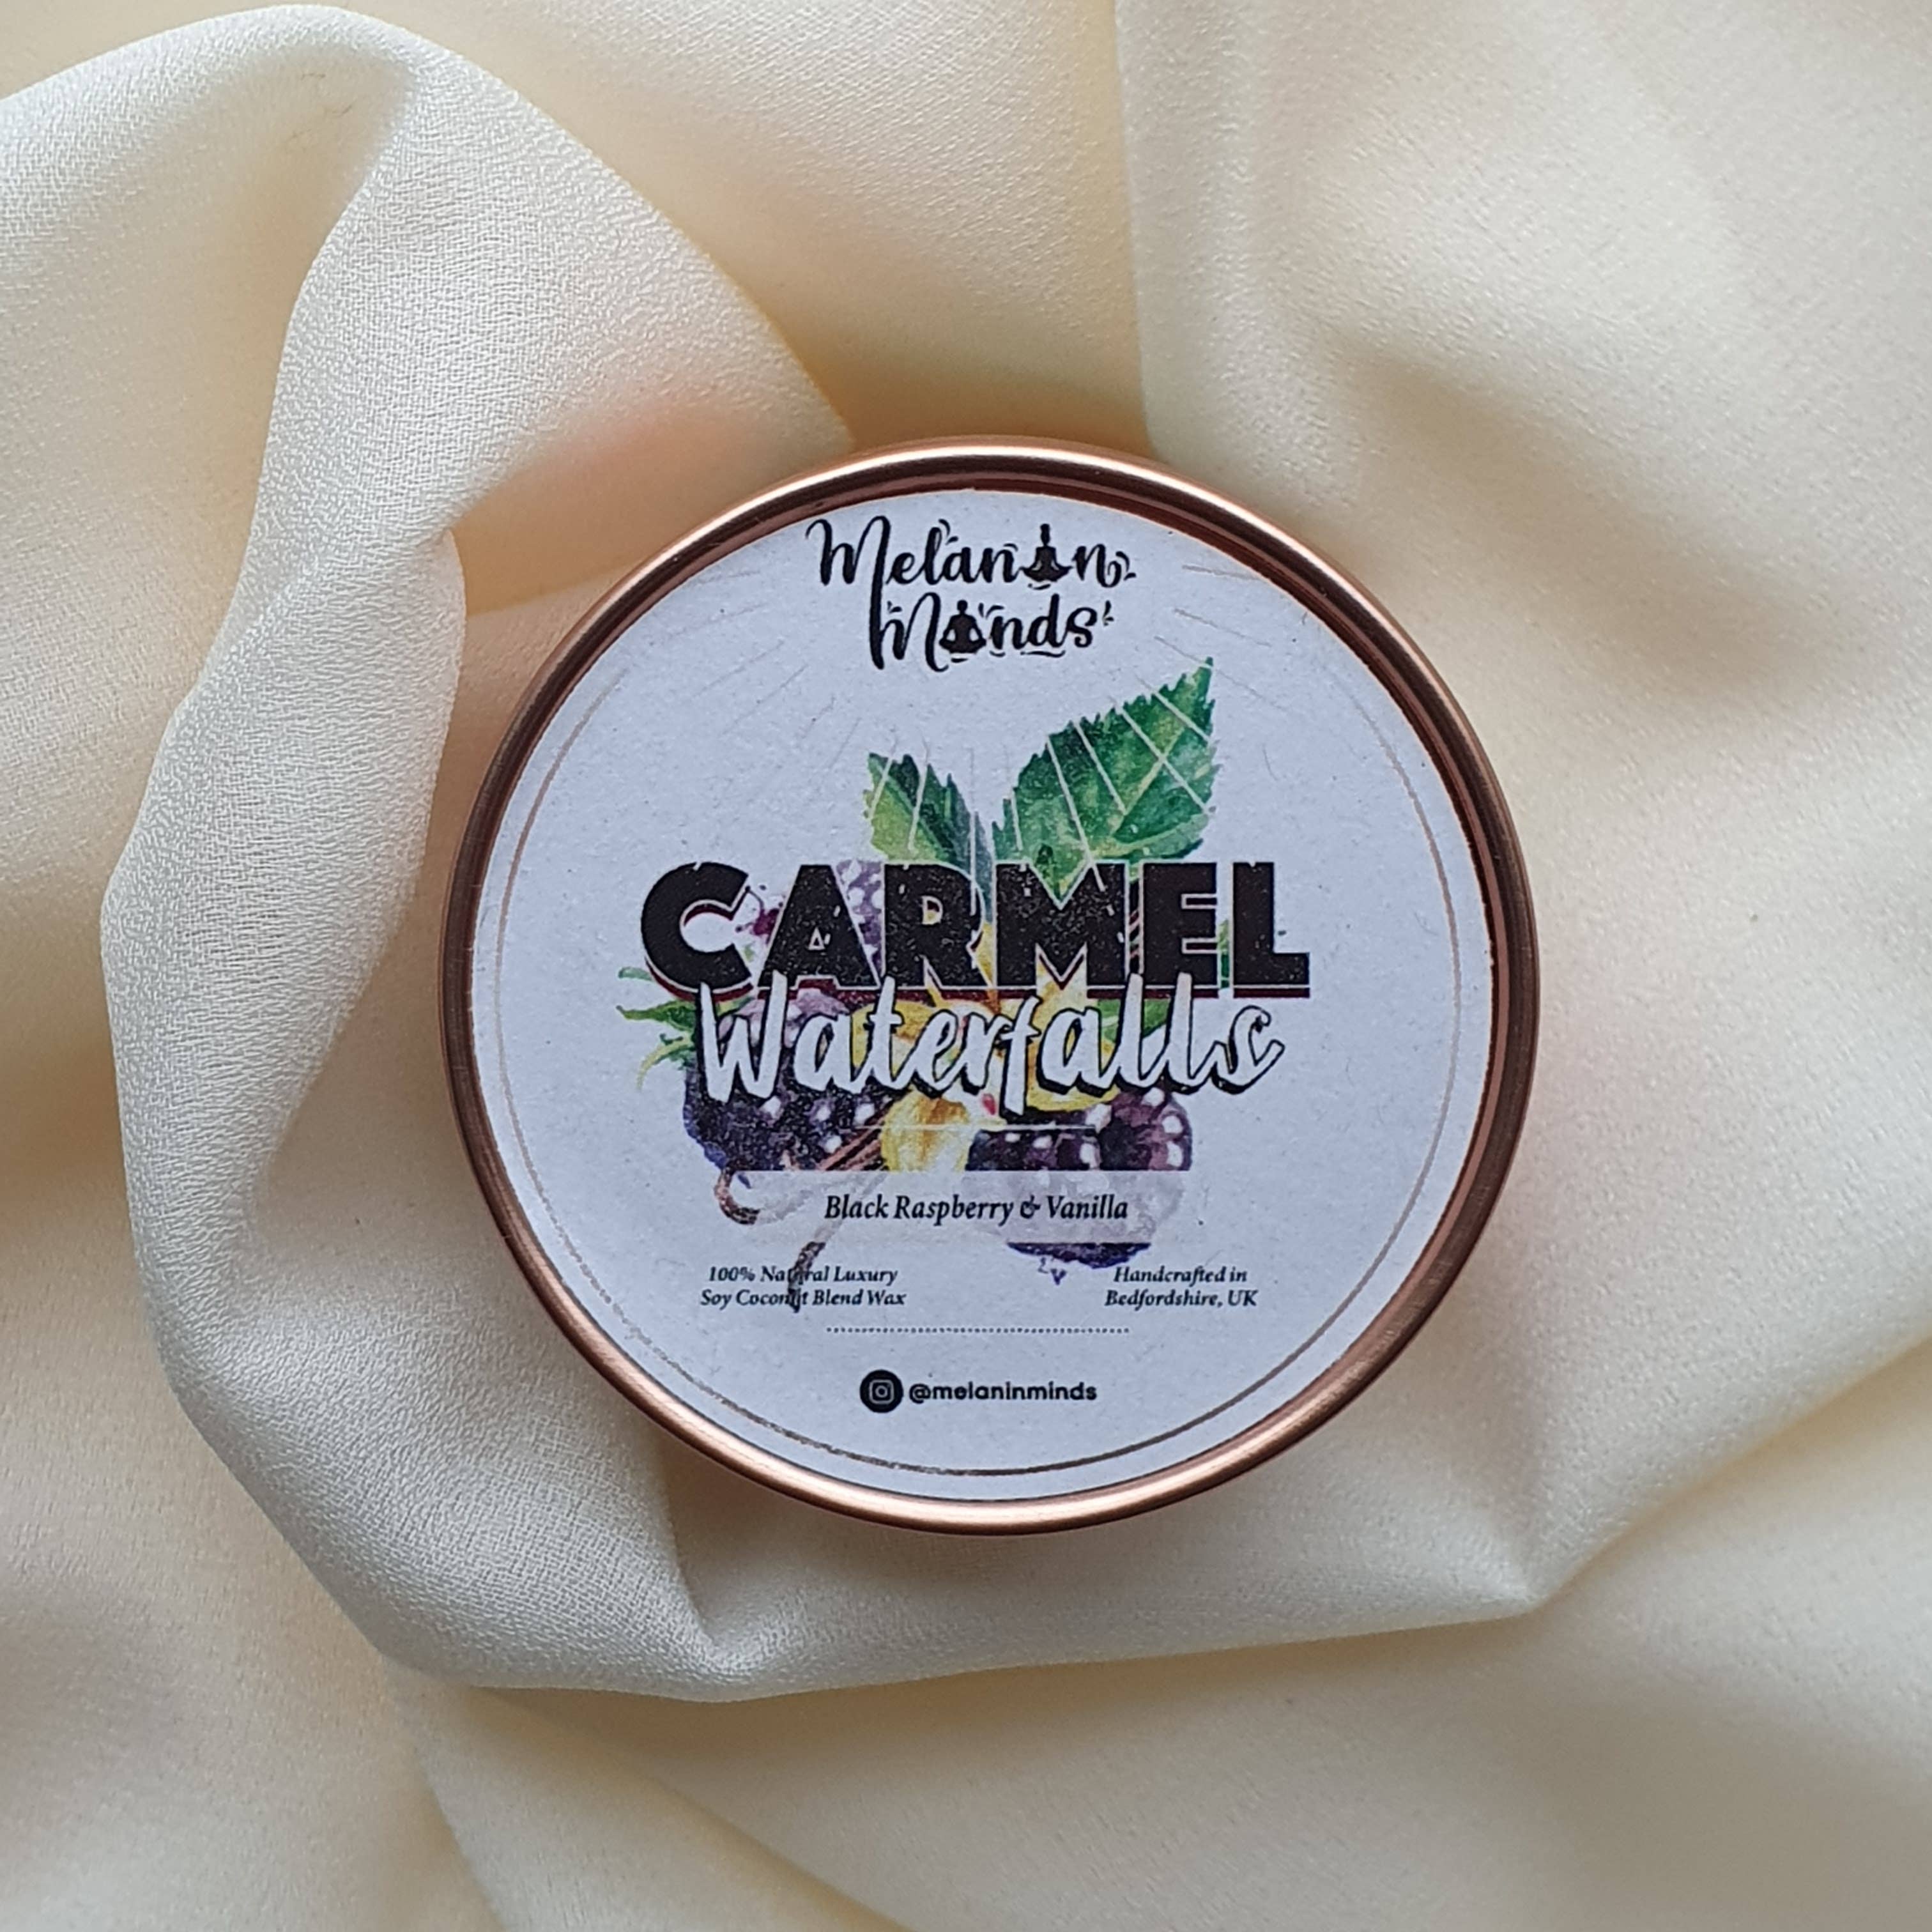 Melanin
Minds
CARMEL
Waterfalls
Black Raspberry & Vanilla
100% Natural Luxury
Soy Coconut Blend Wax
Handcrafted in
Bedfordshire, UK
@melaninminds